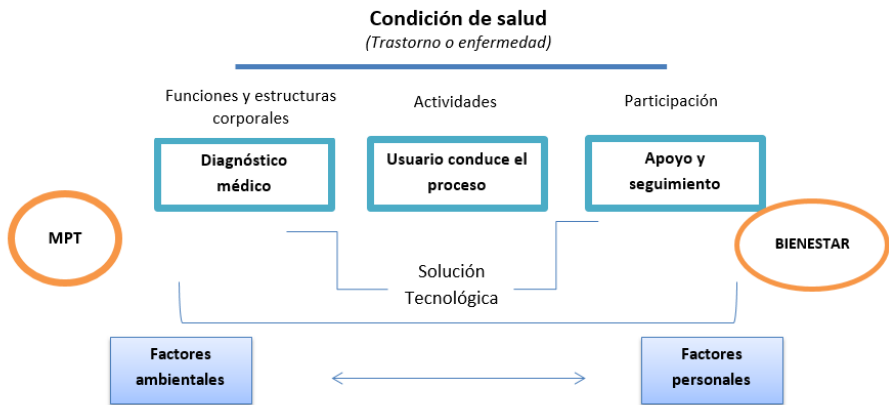 Condición de salud
(Trastorno o enfermedad)
Funciones y estructuras
corporales
Actividades
Participación
Diagnóstico
médico
Usuario conduce el
proceso
Apoyo y
seguimiento
MPT
BIENESTAR
Solución
Tecnológica
Factores
ambientales
Factores
personales